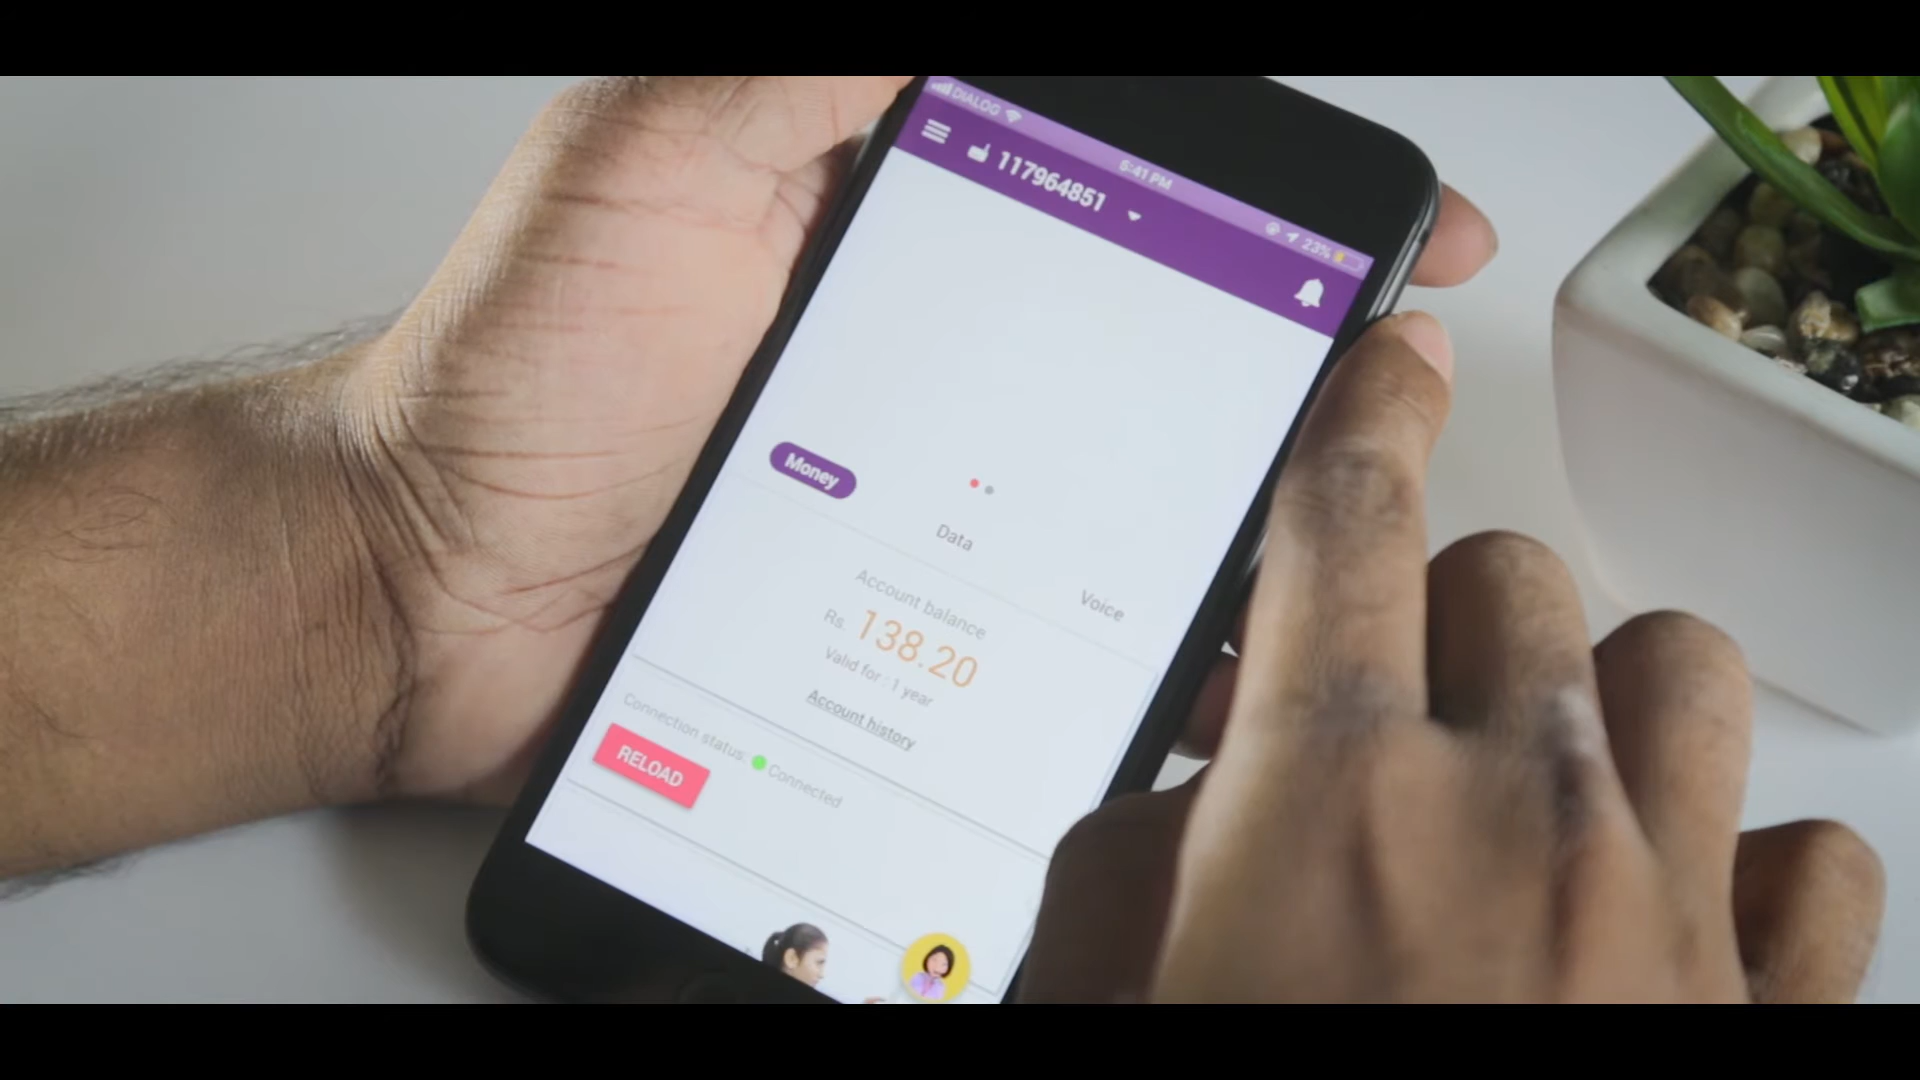 DIALOG
5:41 PM
23%
117964851
Money
Data
Voice
Account balance
Rs. 138.20
Valid for : 1 year
Account history
Connection status: Connected
RELOAD